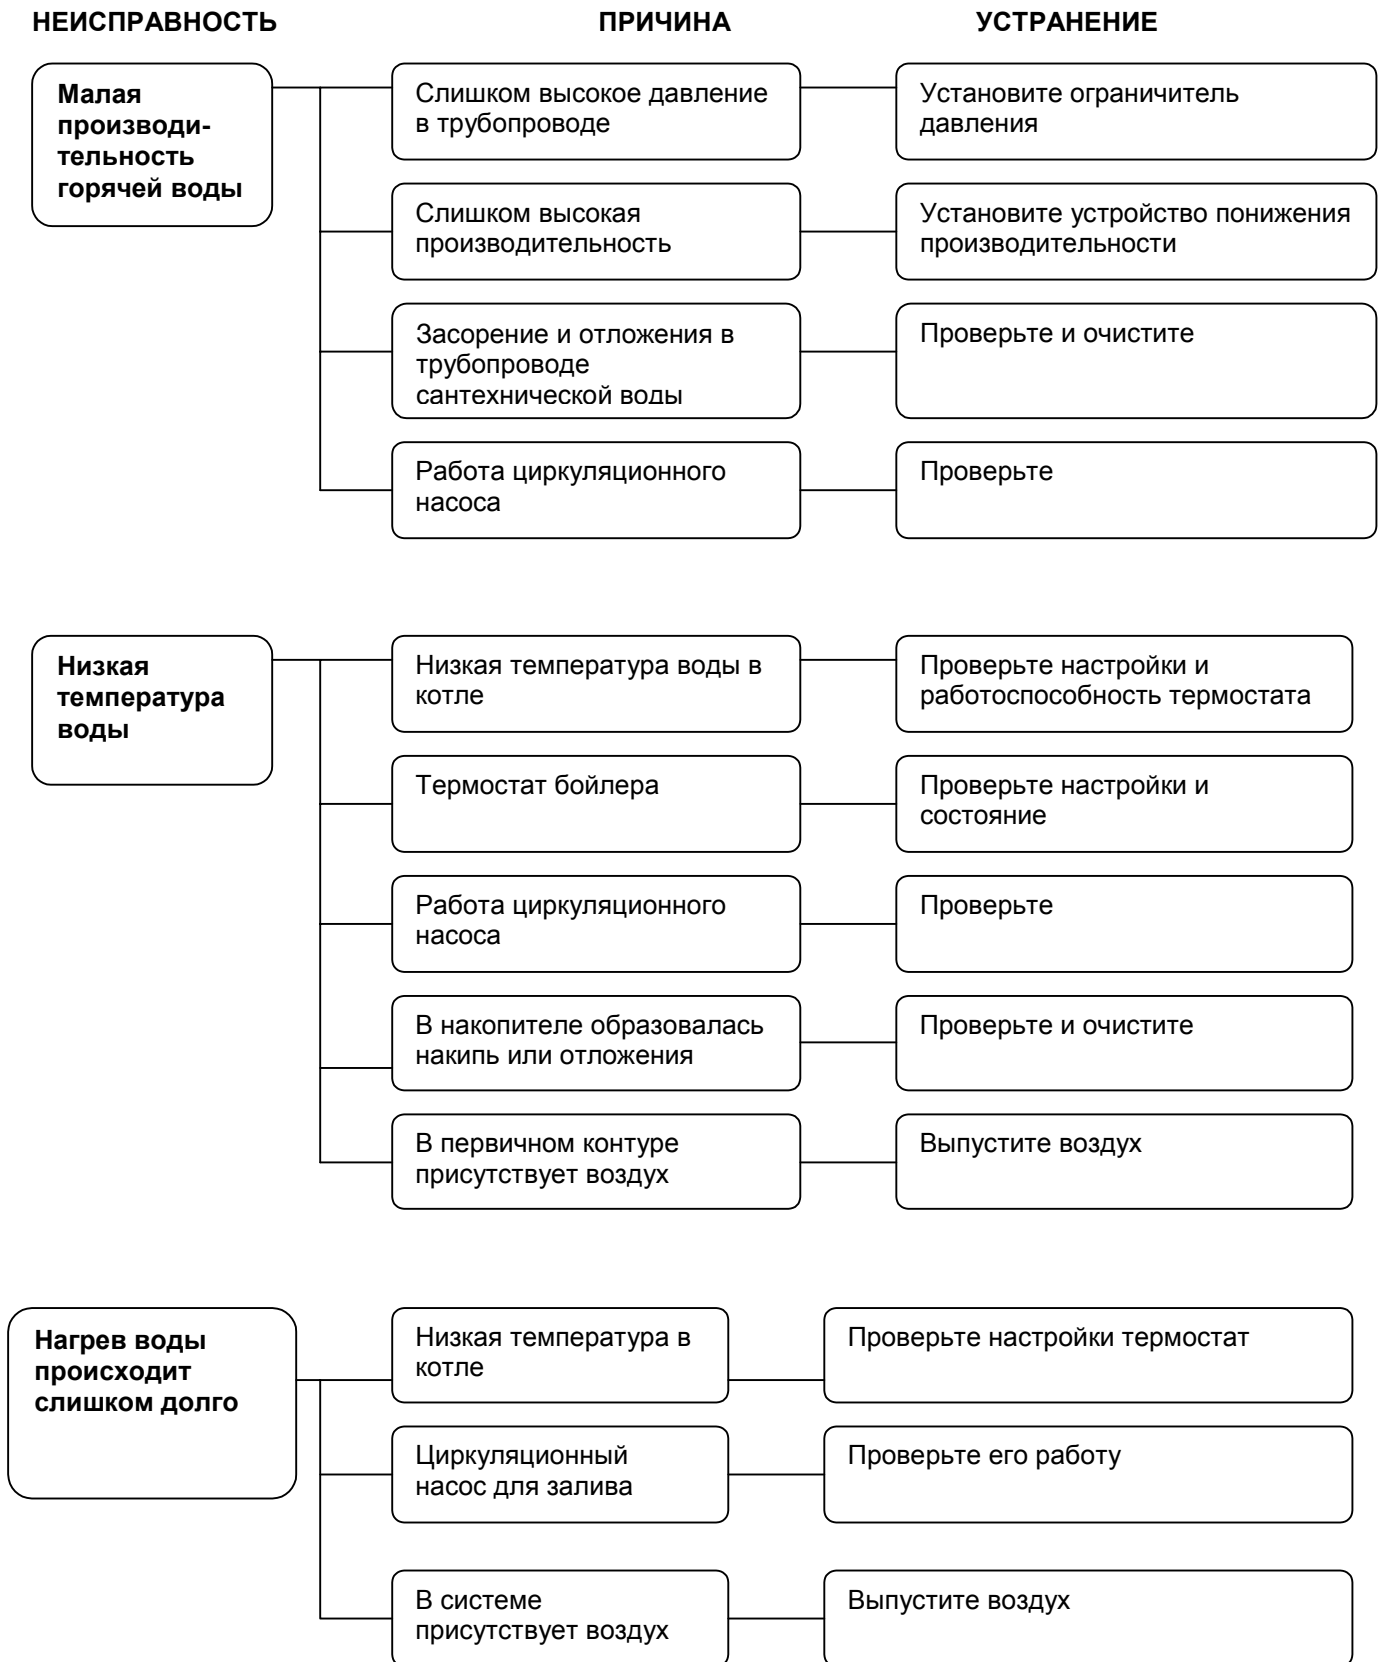 НЕИСПРАВНОСТЬ ПРИЧИНА УСТРАНЕНИЕ
Малая
производи-
тельность
горячей воды
Слишком высокое давление
в трубопроводе
Установите ограничитель
давления
Слишком высокая
производительность
Установите устройство понижения
производительности
Засорение и отложения в
трубопроводе
сантехнической воды
Проверьте и очистите
Работа циркуляционного
насоса
Проверьте
Низкая
температура
воды
Низкая температура воды в
котле
Проверьте настройки и
работоспособность термостата
Термостат бойлера
Проверьте настройки и
состояние
Работа циркуляционного
насоса
Проверьте
В накопителе образовалась
накипь или отложения
Проверьте и очистите
В первичном контуре
присутствует воздух
Выпустите воздух
Нагрев воды
происходит
слишком долго
Низкая температура в
котле
Проверьте настройки термостат
Циркуляционный
насос для залива
Проверьте его работу
В системе
присутствует воздух
Выпустите воздух